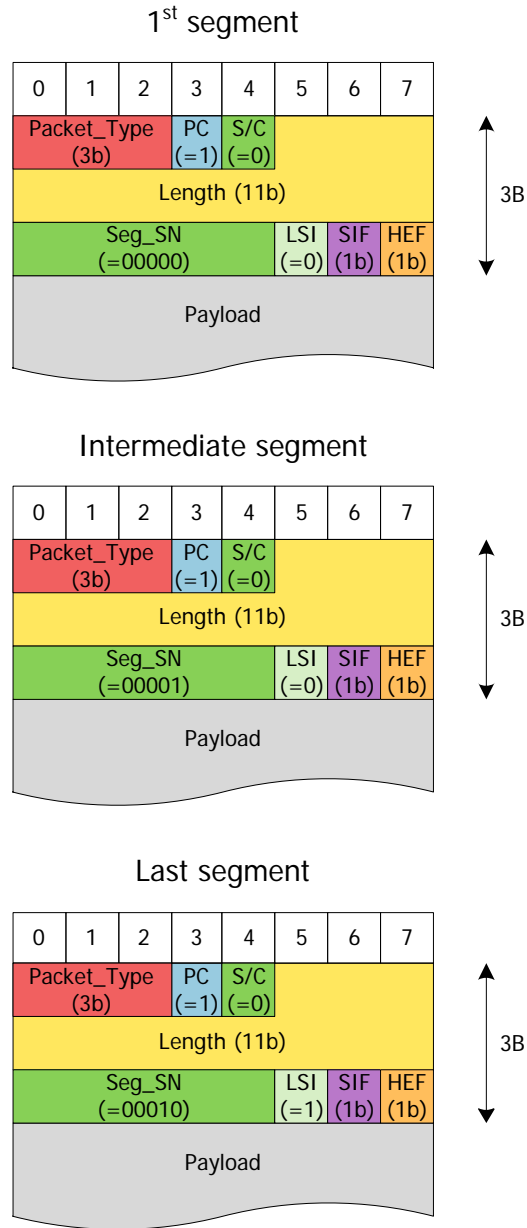 1st segment
0 1 2 3 4 5 6 7
Packet_Type PC S/C
(3b) (=1) (=0)
Length (11b)
3B
Seg_SN LSI SIF HEF
(=00000) (=0) (1b) (1b)
Payload
Intermediate segment
0 1 2 3 4 5 6 7
Packet_Type PC S/C
(3b) (=1) (=0)
Length (11b)
3B
Seg_SN LSI SIF HEF
(=00001) (=0) (1b) (1b)
Payload
Last segment
0 1 2 3 4 5 6 7
Packet_Type PC S/C
(3b) (=1) (=0)
Length (11b)
3B
Seg_SN LSI SIF HEF
(=00010) (=1) (1b) (1b)
Payload